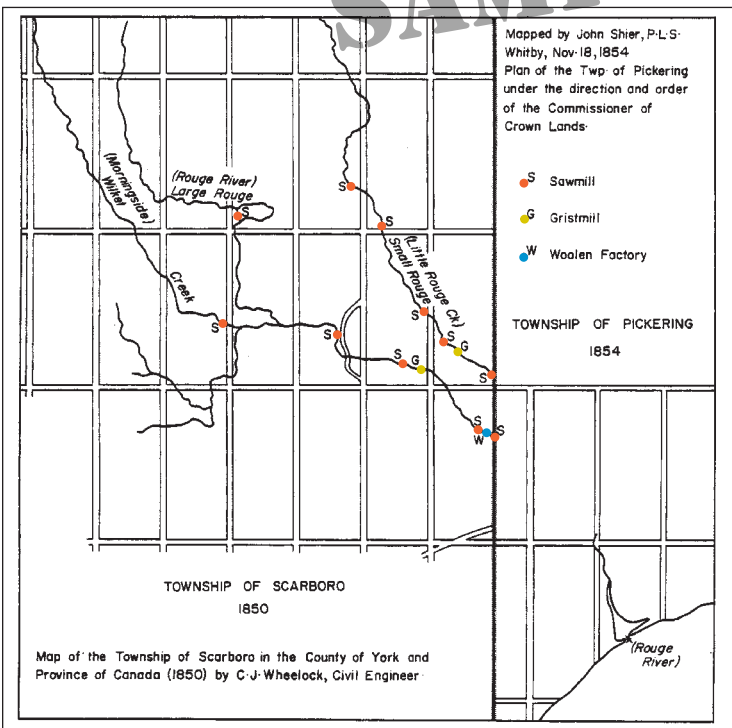 SAMP
Mapped by John Shier, P·L·S·
Whitby, Nov·18, 1854
Plan of the Twp of Pickering
under the direction and order
of the Commissioner of
Crown Lands·
S Sawmill
G Gristmill
W Woolen Factory
TOWNSHIP OF PICKERING
1854
(Morningside)
Wilket
Creek
(Rouge River)
Large Rouge
(Little Rouge Ck)
Small Rouge
S
S
S
S
S
S
S
G
S G
S
S
W
S
TOWNSHIP OF SCARBORO
1850
Map of the Township of Scarboro in the County of York and
Province of Canada (1850) by C·J·Wheelock, Civil Engineer·
(Rouge
River)